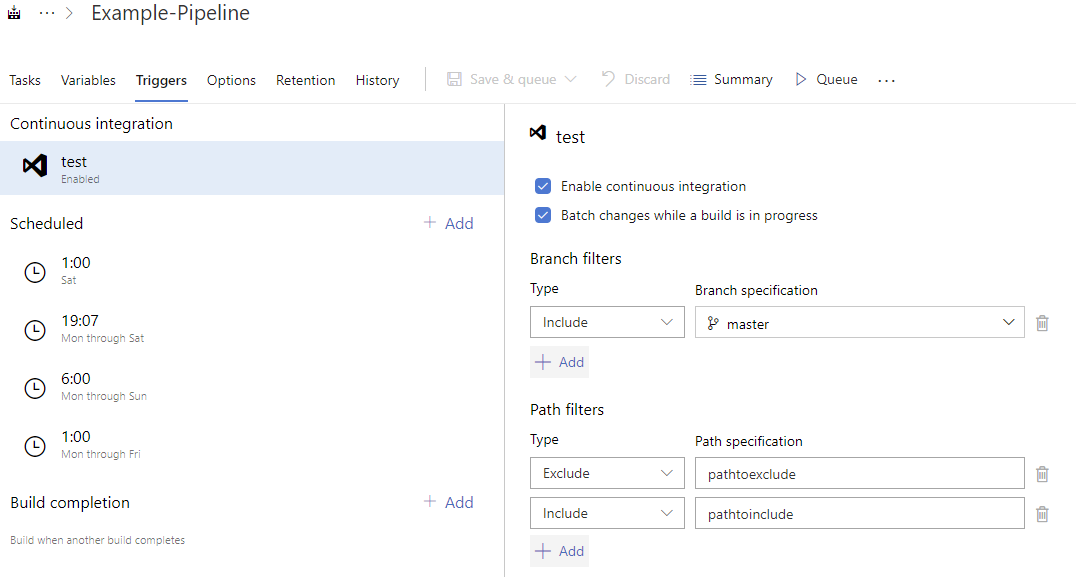 ··· > Example-Pipeline
Tasks Variables Triggers Options Retention History Save & queue Discard Summary Queue ···
Continuous integration
test
Enabled
Scheduled + Add
1:00
Sat
19:07
Mon through Sat
6:00
Mon through Sun
1:00
Mon through Fri
Build completion + Add
Build when another build completes
test
Enable continuous integration
Batch changes while a build is in progress
Branch filters
Type Branch specification
Include master
+ Add
Path filters
Type Path specification
Exclude pathtoexclude
Include pathtoinclude
+ Add